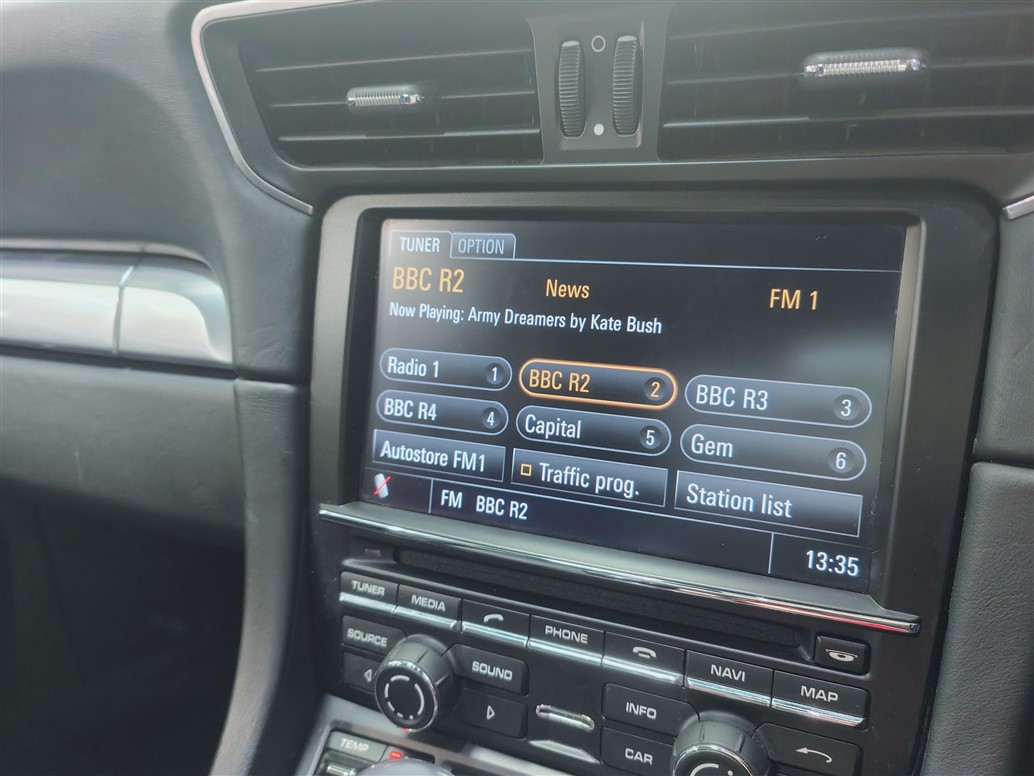 TUNER OPTION
BBC R2 News FM 1
Now Playing: Army Dreamers by Kate Bush
Radio 1 1 BBC R2 2 BBC R3 3
BBC R4 4 Capital 5 Gem 6
Autostore FM1 Traffic prog. Station list
FM BBC R2
13:35
TUNER MEDIA PHONE NAVI MAP
SOURCE SOUND INFO
CAR
TEMP